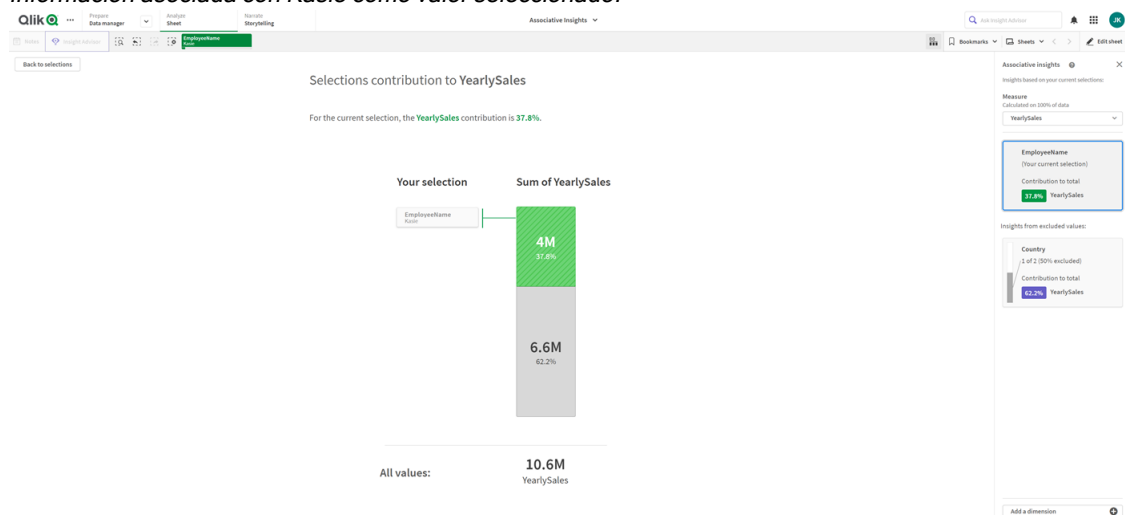 información asociada con Kasie como valor seleccionado.
Qlik
Prepare
Data manager
Analyze
Sheet
Narrate
Storytelling
Associative Insights
Ask Insight Advisor
JK
Notes
Insight Advisor
EmployeeName
Kasie
Bookmarks
Sheets
Edit sheet
Back to selections
Selections contribution to YearlySales
For the current selection, the YearlySales contribution is 37.8%.
Your selection
Sum of YearlySales
EmployeeName
Kasie
4M
37.8%
6.6M
62.2%
All values:
10.6M
YearlySales
Associative insights
Insights based on your current selections:
Measure
Calculated on 100% of data
YearlySales
EmployeeName
(Your current selection)
Contribution to total
37.8% YearlySales
Insights from excluded values:
Country
1 of 2 (50% excluded)
Contribution to total
62.2% YearlySales
Add a dimension